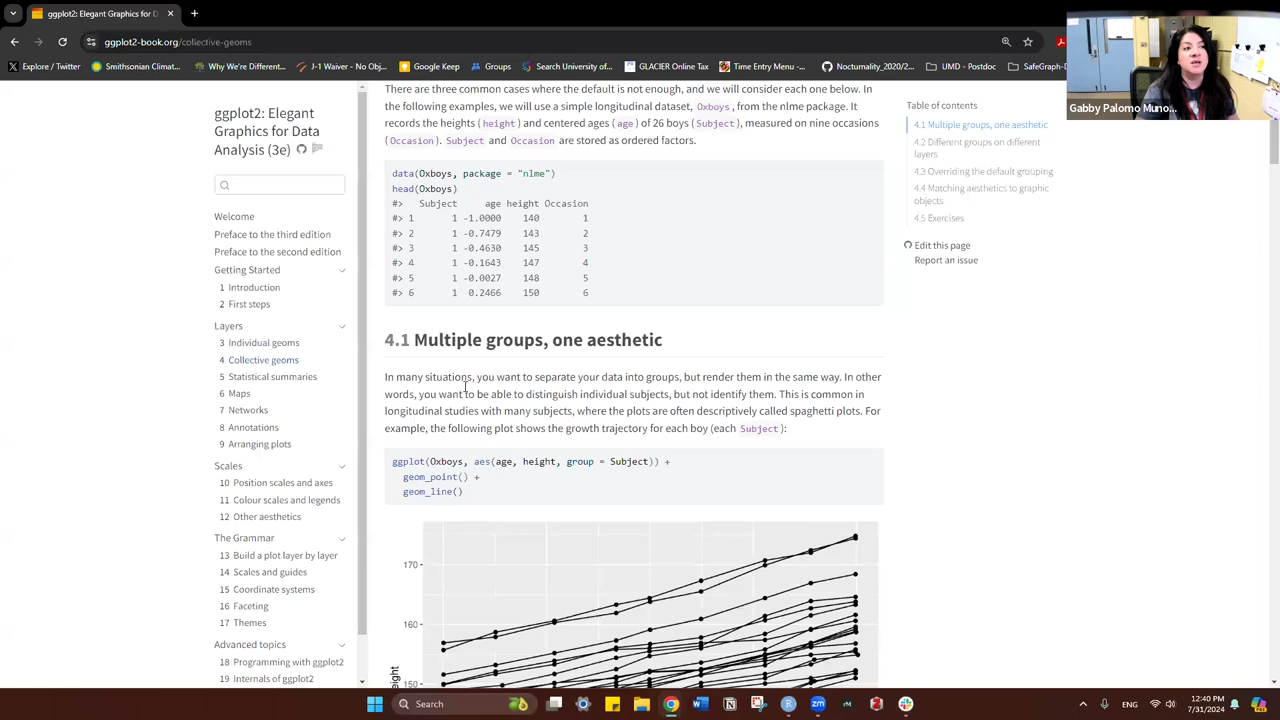 ggplot2: Elegant Graphics for D
ggplot2-book.org/collective-geoms
Explore / Twitter
Smithsonian Climat...
Why We're Different...
J-1 Waiver - No Obj...
Google Keep
University of...
GLACIER Online Tax
Time Entry Menu
UMD - Postdoc
Nocturnality_2020/2...
SafeGraph-D
Gabby Palomo Muno...
ggplot2: Elegant
Graphics for Data
Analysis (3e)
Welcome
Preface to the third edition
Preface to the second edition
Getting Started
1 Introduction
2 First steps
Layers
3 Individual geoms
4 Collective geoms
5 Statistical summaries
6 Maps
7 Networks
8 Annotations
9 Arranging plots
Scales
10 Position scales and axes
11 Colour scales and legends
12 Other aesthetics
The Grammar
13 Build a plot layer by layer
14 Scales and guides
15 Coordinate systems
16 Faceting
17 Themes
Advanced topics
18 Programming with ggplot2
19 Internals of ggplot2
There are three common cases where the default is not enough, and we will consider each one below. In
the following examples, we will use a simple longitudinal dataset, Oxboys, from the nlme package. It
records the heights (height) and centered ages (age) of 26 boys (Subject), measured on nine occasions
(Occasion). Subject and Occasion are stored as ordered factors.
data(Oxboys, package = "nlme")
head(Oxboys)
#> Subject age height Occasion
#> 1 1 -1.0000 140 1
#> 2 1 -0.7479 143 2
#> 3 1 -0.4630 145 3
#> 4 1 -0.1643 147 4
#> 5 1 -0.0027 148 5
#> 6 1 0.2466 150 6
4.1 Multiple groups, one aesthetic
In many situations, you want to separate your data into groups, but render them in the same way. In other
words, you want to be able to distinguish individual subjects, but not identify them. This is common in
longitudinal studies with many subjects, where the plots are often descriptively called spaghetti plots. For
example, the following plot shows the growth trajectory for each boy (each Subject):
ggplot(Oxboys, aes(age, height, group = Subject)) +
geom_point() +
geom_line()
170
160
150
Table of contents
4.1 Multiple groups, one aesthetic
4.2 Different groups on different
layers
4.3 Overriding the default grouping
4.4 Matching aesthetics to graphic
objects
4.5 Exercises
Edit this page
Report an issue
Search
ENG
12:40 PM
7/31/2024